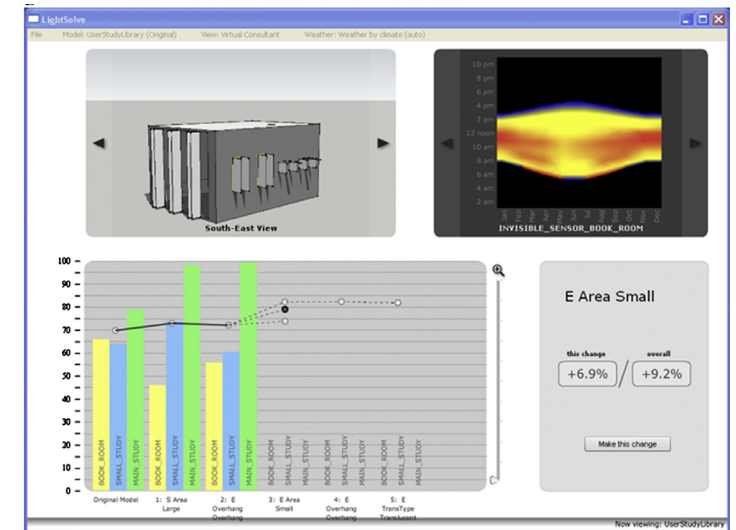 LightSolve
File Model: UserStudyLibrary (Original) View: Virtual Consultant Weather: Weather by climate (auto)
South-East View
10 pm
8 pm
6 pm
4 pm
2 pm
12 noon
10 am
8 am
6 am
4 am
2 am
Jan Feb Mar Apr May Jun Jul Aug Sep Oct Nov Dec
INVISIBLE_SENSOR_BOOK_ROOM
100
90
80
70
60
50
40
30
20
10
0
BOOK_ROOM SMALL_STUDY MAIN_STUDY BOOK_ROOM SMALL_STUDY MAIN_STUDY BOOK_ROOM SMALL_STUDY MAIN_STUDY BOOK_ROOM SMALL_STUDY MAIN_STUDY BOOK_ROOM SMALL_STUDY MAIN_STUDY BOOK_ROOM SMALL_STUDY MAIN_STUDY
Original Model 1: S Area 2: E 3: E Area 4: E 5: E
Large Overhang Small Overhang TransType
Overhang Overhang Translucent
E Area Small
this change overall
+6.9% / +9.2%
Make this change
Now viewing: UserStudyLibrary